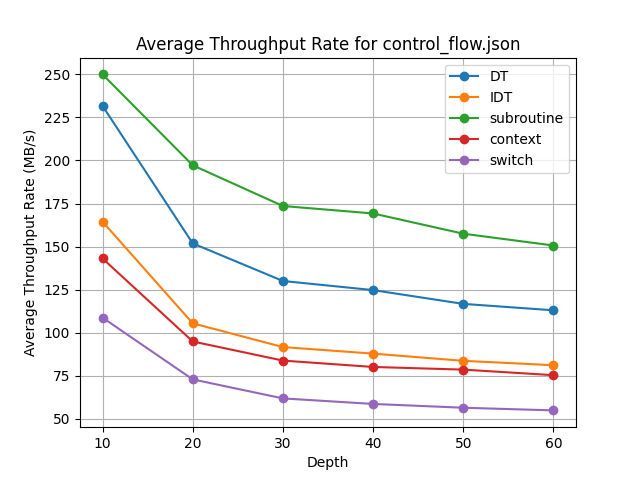 Average Throughput Rate for control_flow.json
Average Throughput Rate (MB/s)
250
225
200
175
150
125
100
75
50
DT
IDT
subroutine
context
switch
10 20 30 40 50 60
Depth